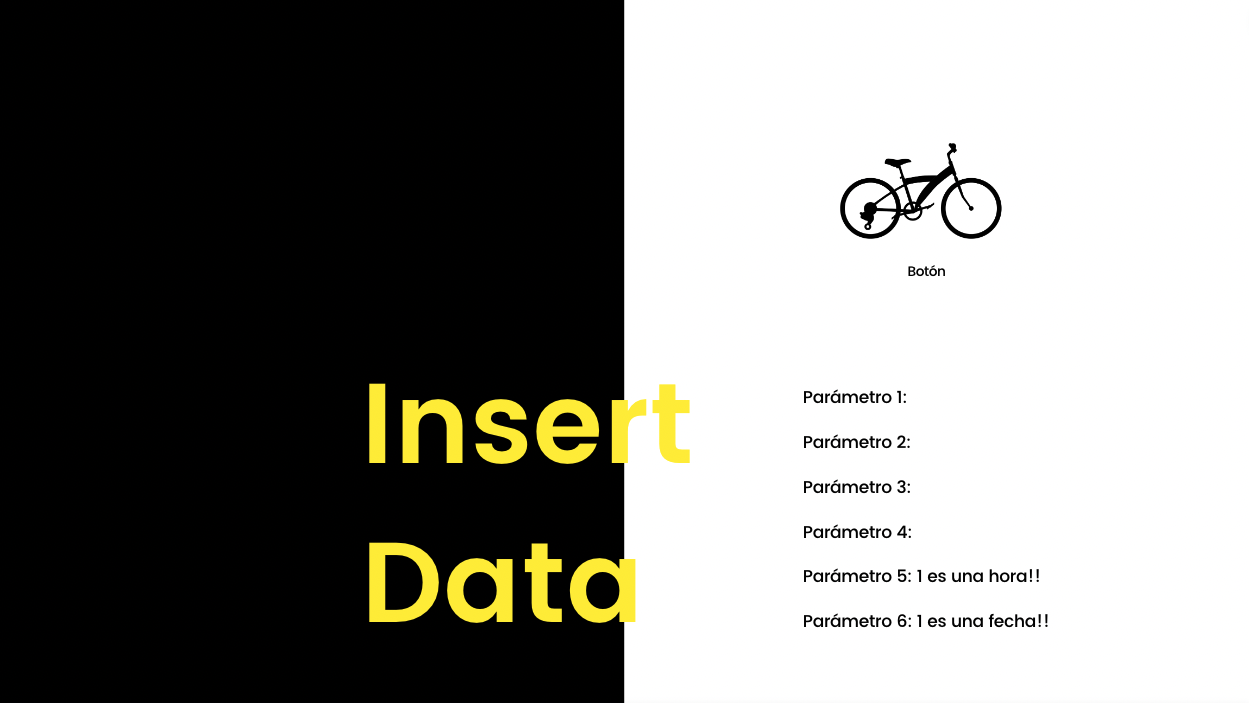 Insert
Data
Botón
Parámetro 1:
Parámetro 2:
Parámetro 3:
Parámetro 4:
Parámetro 5: 1 es una hora!!
Parámetro 6: 1 es una fecha!!